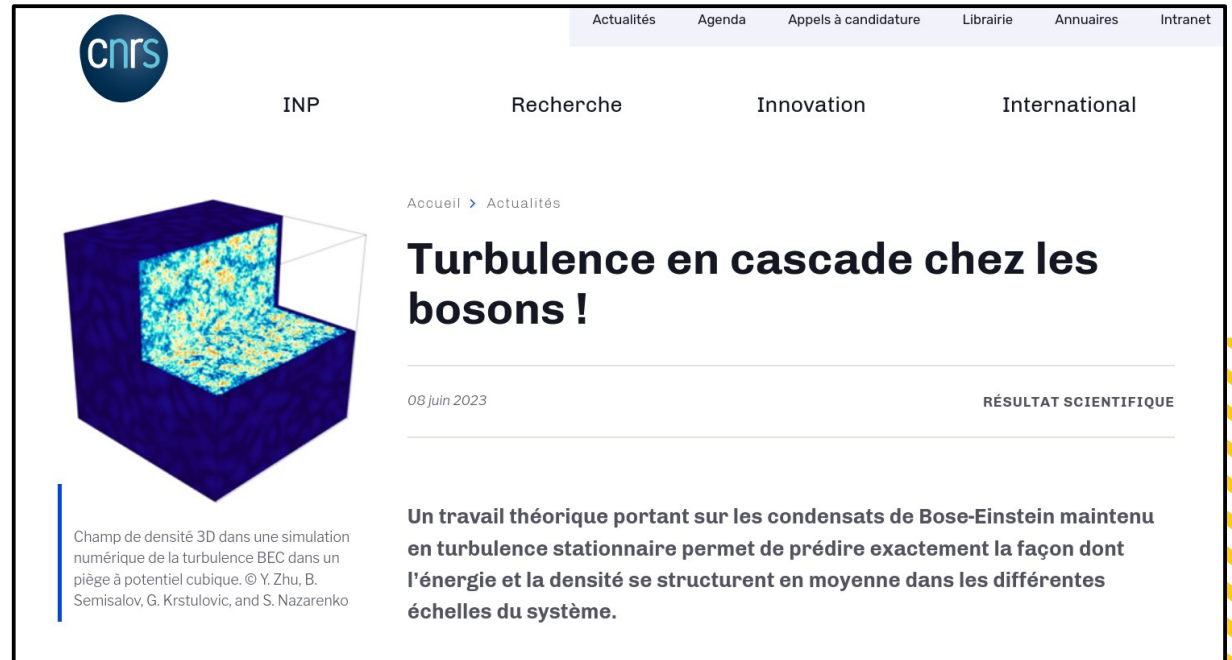 cnrs
Actualités Agenda Appels à candidature Librairie Annuaires Intranet
INP Recherche Innovation International
Accueil > Actualités
Turbulence en cascade chez les
bosons !
08 juin 2023
RÉSULTAT SCIENTIFIQUE
Un travail théorique portant sur les condensats de Bose-Einstein maintenu
en turbulence stationnaire permet de prédire exactement la façon dont
l’énergie et la densité se structurent en moyenne dans les différentes
échelles du système.
Champ de densité 3D dans une simulation
numérique de la turbulence BEC dans un
piège à potentiel cubique. © Y. Zhu, B.
Semisalov, G. Krstulovic, and S. Nazarenko